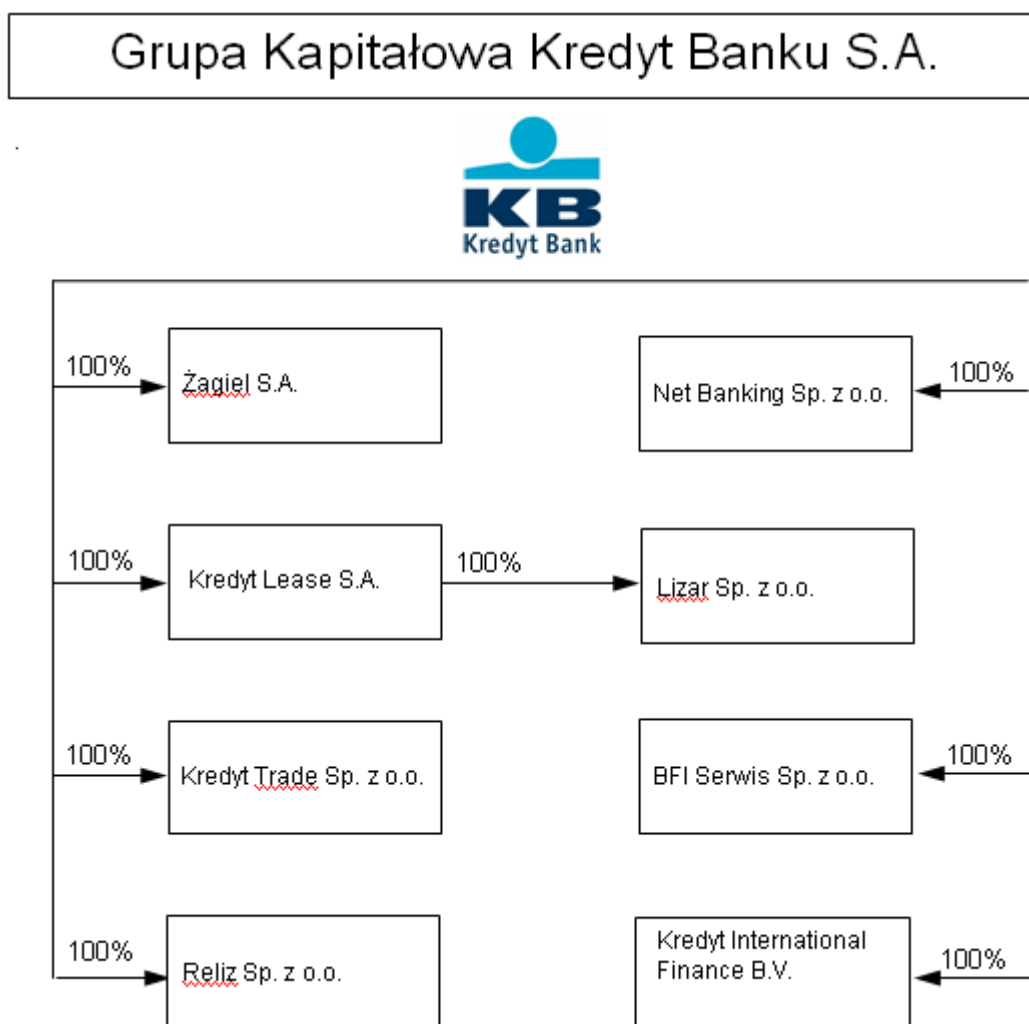 Grupa Kapitałowa Kredyt Banku S.A.
KB
Kredyt Bank
100%
Żagiel S.A.
Net Banking Sp. z o.o.
100%
100%
Kredyt Lease S.A.
100%
Lizar Sp. z o.o.
100%
Kredyt Trade Sp. z o.o.
BFI Serwis Sp. z o.o.
100%
100%
Reliz Sp. z o.o.
Kredyt International
Finance B.V.
100%